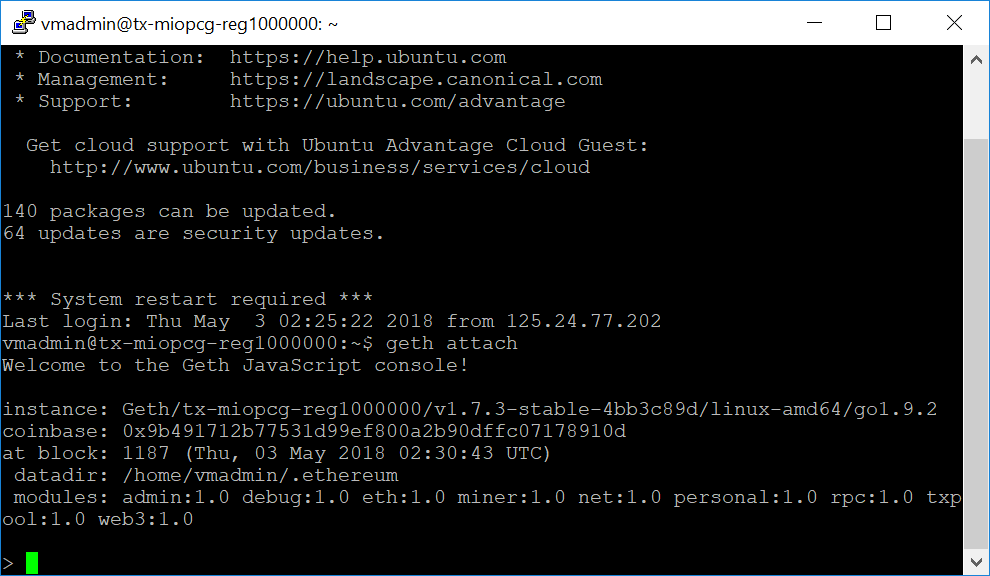 vmadmin@tx-miopcg-reg1000000: ~
 * Documentation:  https://help.ubuntu.com
 * Management:     https://landscape.canonical.com
 * Support:        https://ubuntu.com/advantage
  Get cloud support with Ubuntu Advantage Cloud Guest:
    http://www.ubuntu.com/business/services/cloud
140 packages can be updated.
64 updates are security updates.
*** System restart required ***
Last login: Thu May  3 02:25:22 2018 from 125.24.77.202
vmadmin@tx-miopcg-reg1000000:~$ geth attach
Welcome to the Geth JavaScript console!
instance: Geth/tx-miopcg-reg1000000/v1.7.3-stable-4bb3c89d/linux-amd64/go1.9.2
coinbase: 0x9b491712b77531d99ef800a2b90dffc07178910d
at block: 1187 (Thu, 03 May 2018 02:30:43 UTC)
 datadir: /home/vmadmin/.ethereum
 modules: admin:1.0 debug:1.0 eth:1.0 miner:1.0 net:1.0 personal:1.0 rpc:1.0 txp
ool:1.0 web3:1.0
>